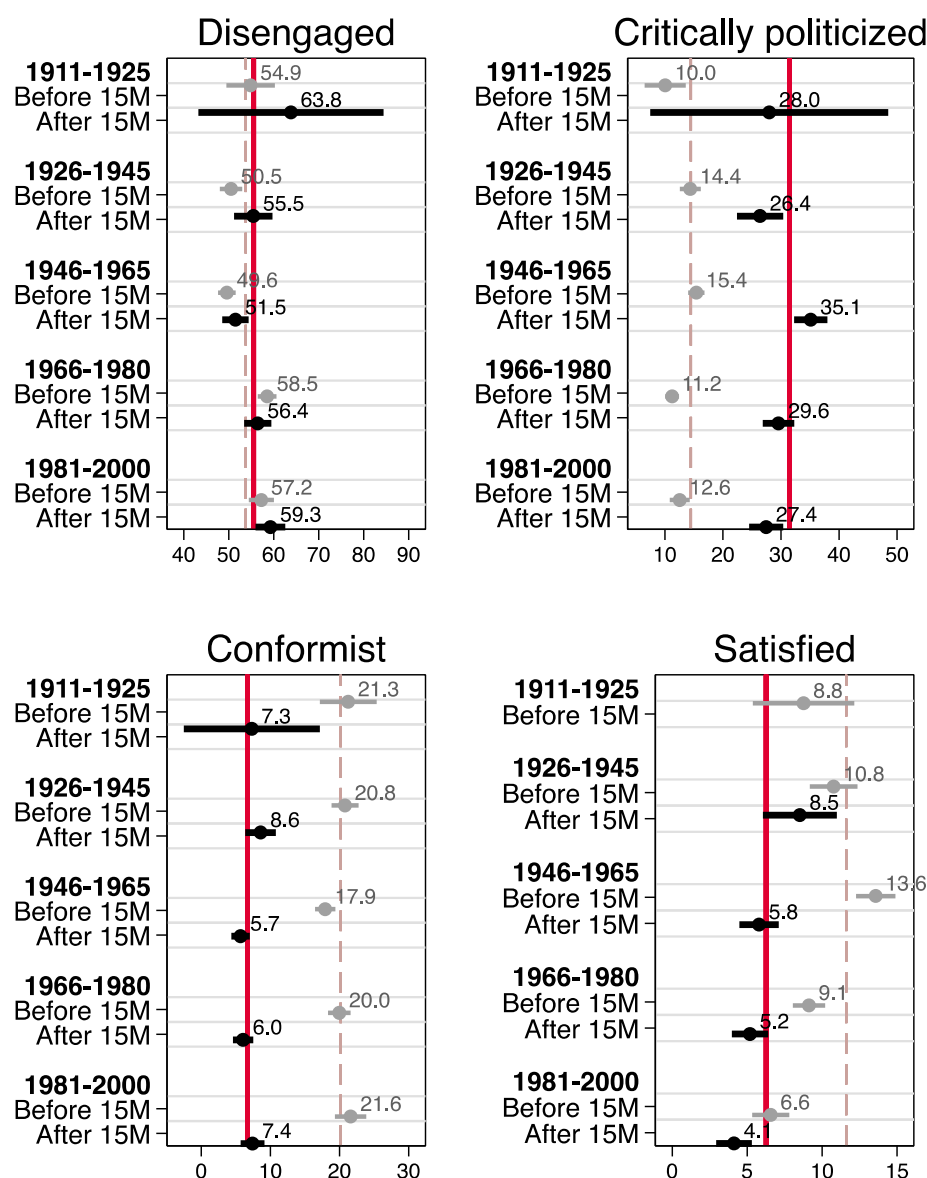 Disengaged
1911-1925
54.9
Before 15M
63.8
After 15M
1926-1945
50.5
Before 15M
55.5
After 15M
1946-1965
49.6
Before 15M
51.5
After 15M
1966-1980
58.5
Before 15M
56.4
After 15M
1981-2000
57.2
Before 15M
59.3
After 15M
40 50 60 70 80 90
Critically politicized
1911-1925
10.0
Before 15M
28.0
After 15M
1926-1945
14.4
Before 15M
26.4
After 15M
1946-1965
15.4
Before 15M
35.1
After 15M
1966-1980
11.2
Before 15M
29.6
After 15M
1981-2000
12.6
Before 15M
27.4
After 15M
10 20 30 40 50
Conformist
1911-1925
21.3
Before 15M
7.3
After 15M
1926-1945
20.8
Before 15M
8.6
After 15M
1946-1965
17.9
Before 15M
5.7
After 15M
1966-1980
20.0
Before 15M
6.0
After 15M
1981-2000
21.6
Before 15M
7.4
After 15M
0 10 20 30
Satisfied
1911-1925
8.8
Before 15M
1926-1945
10.8
Before 15M
8.5
After 15M
1946-1965
13.6
Before 15M
5.8
After 15M
1966-1980
9.1
Before 15M
5.2
After 15M
1981-2000
6.6
Before 15M
4.1
After 15M
0 5 10 15